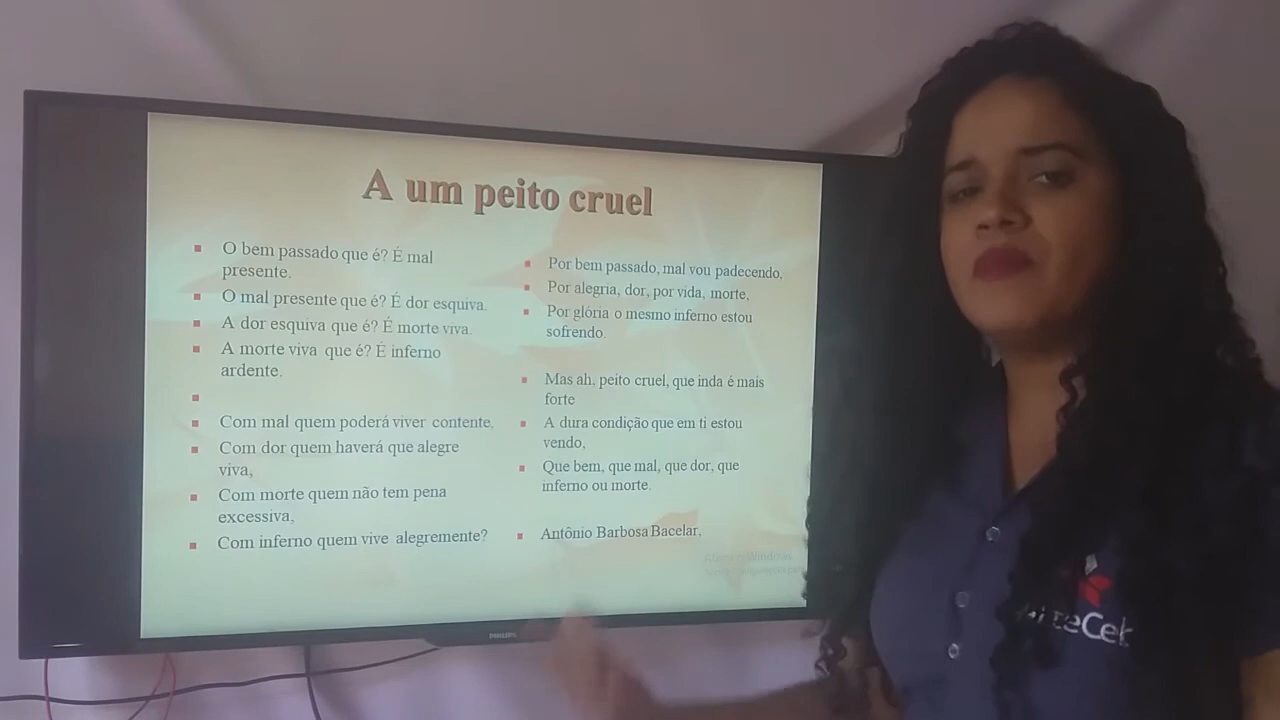 A um peito cruel
O bem passado que é? É mal
presente.
O mal presente que é? É dor esquiva.
A dor esquiva que é? É morte viva.
A morte viva que é? É inferno
ardente.
Com mal quem poderá viver contente,
Com dor quem haverá que alegre
viva,
Com morte quem não tem pena
excessiva,
Com inferno quem vive alegremente?
Por bem passado, mal vou padecendo,
Por alegria, dor, por vida, morte,
Por glória o mesmo inferno estou
sofrendo.
Mas ah, peito cruel, que inda é mais
forte
A dura condição que em ti estou
vendo,
Que bem, que mal, que dor, que
inferno ou morte.
Antônio Barbosa Bacelar,
PHILIPS